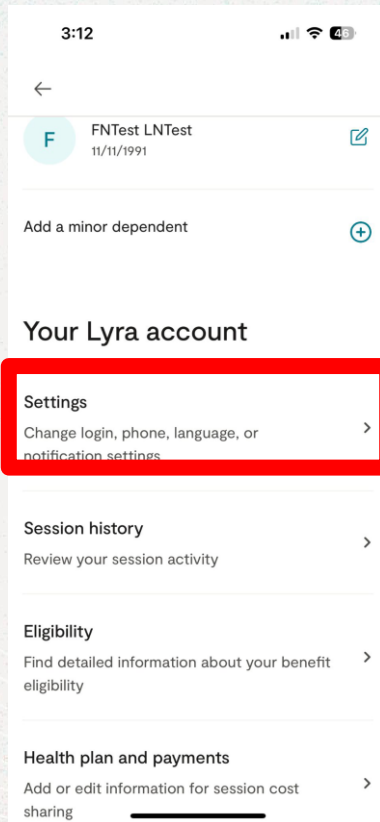 3:12
46
F
FNTest LNTest
11/11/1991
Add a minor dependent
Your Lyra account
Settings
Change login, phone, language, or
notification settings
Session history
Review your session activity
Eligibility
Find detailed information about your benefit
eligibility
Health plan and payments
Add or edit information for session cost
sharing